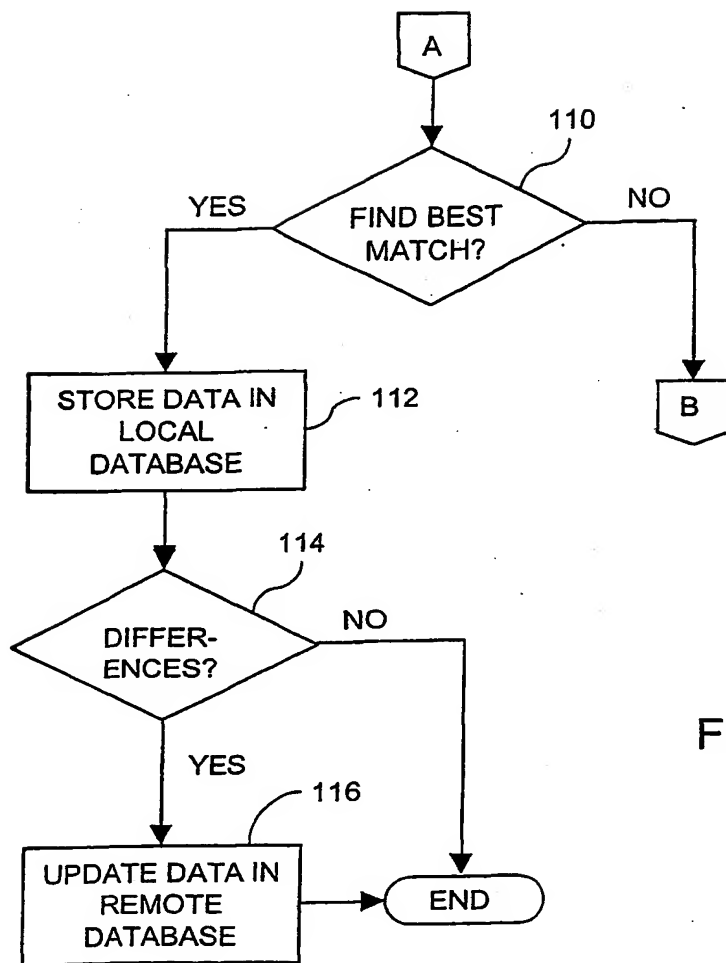 A
110
YES
FIND BEST
MATCH?
NO
STORE DATA IN
LOCAL
DATABASE
112
B
114
DIFFER-
ENCES?
NO
F
YES
116
UPDATE DATA IN
REMOTE
DATABASE
END